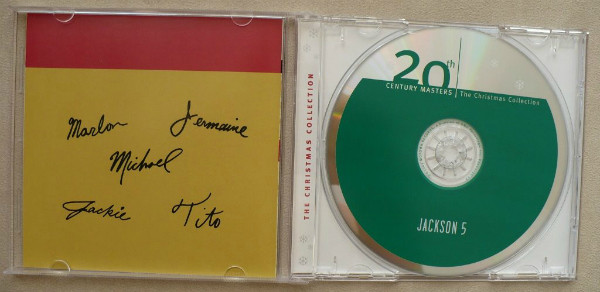 Marlon Jermaine
Michael
Jackie Tito
THE CHRISTMAS COLLECTION
20th
CENTURY MASTERS The Christmas Collection
JACKSON 5